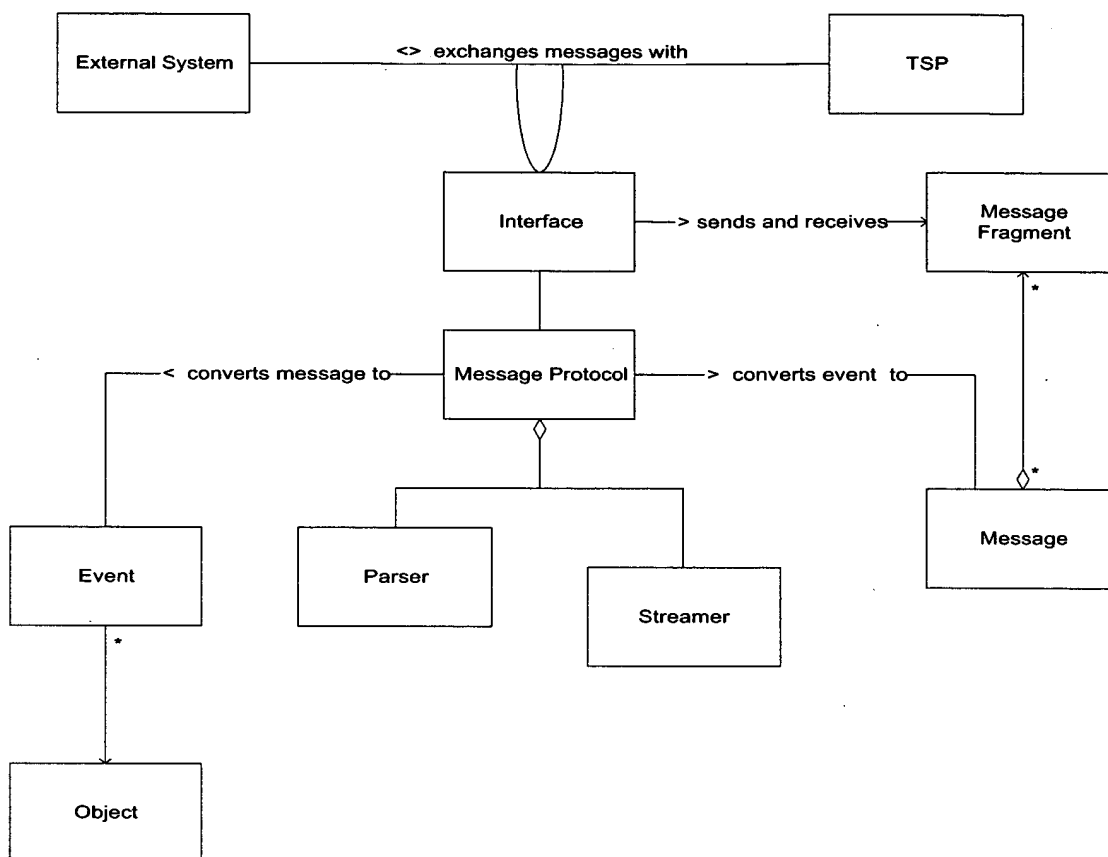 <> exchanges messages with
External System
TSP
Interface
> sends and receives
Message
Fragment
*
< converts message to
Message Protocol
> converts event to
*
Message
Event
Parser
Streamer
*
Object